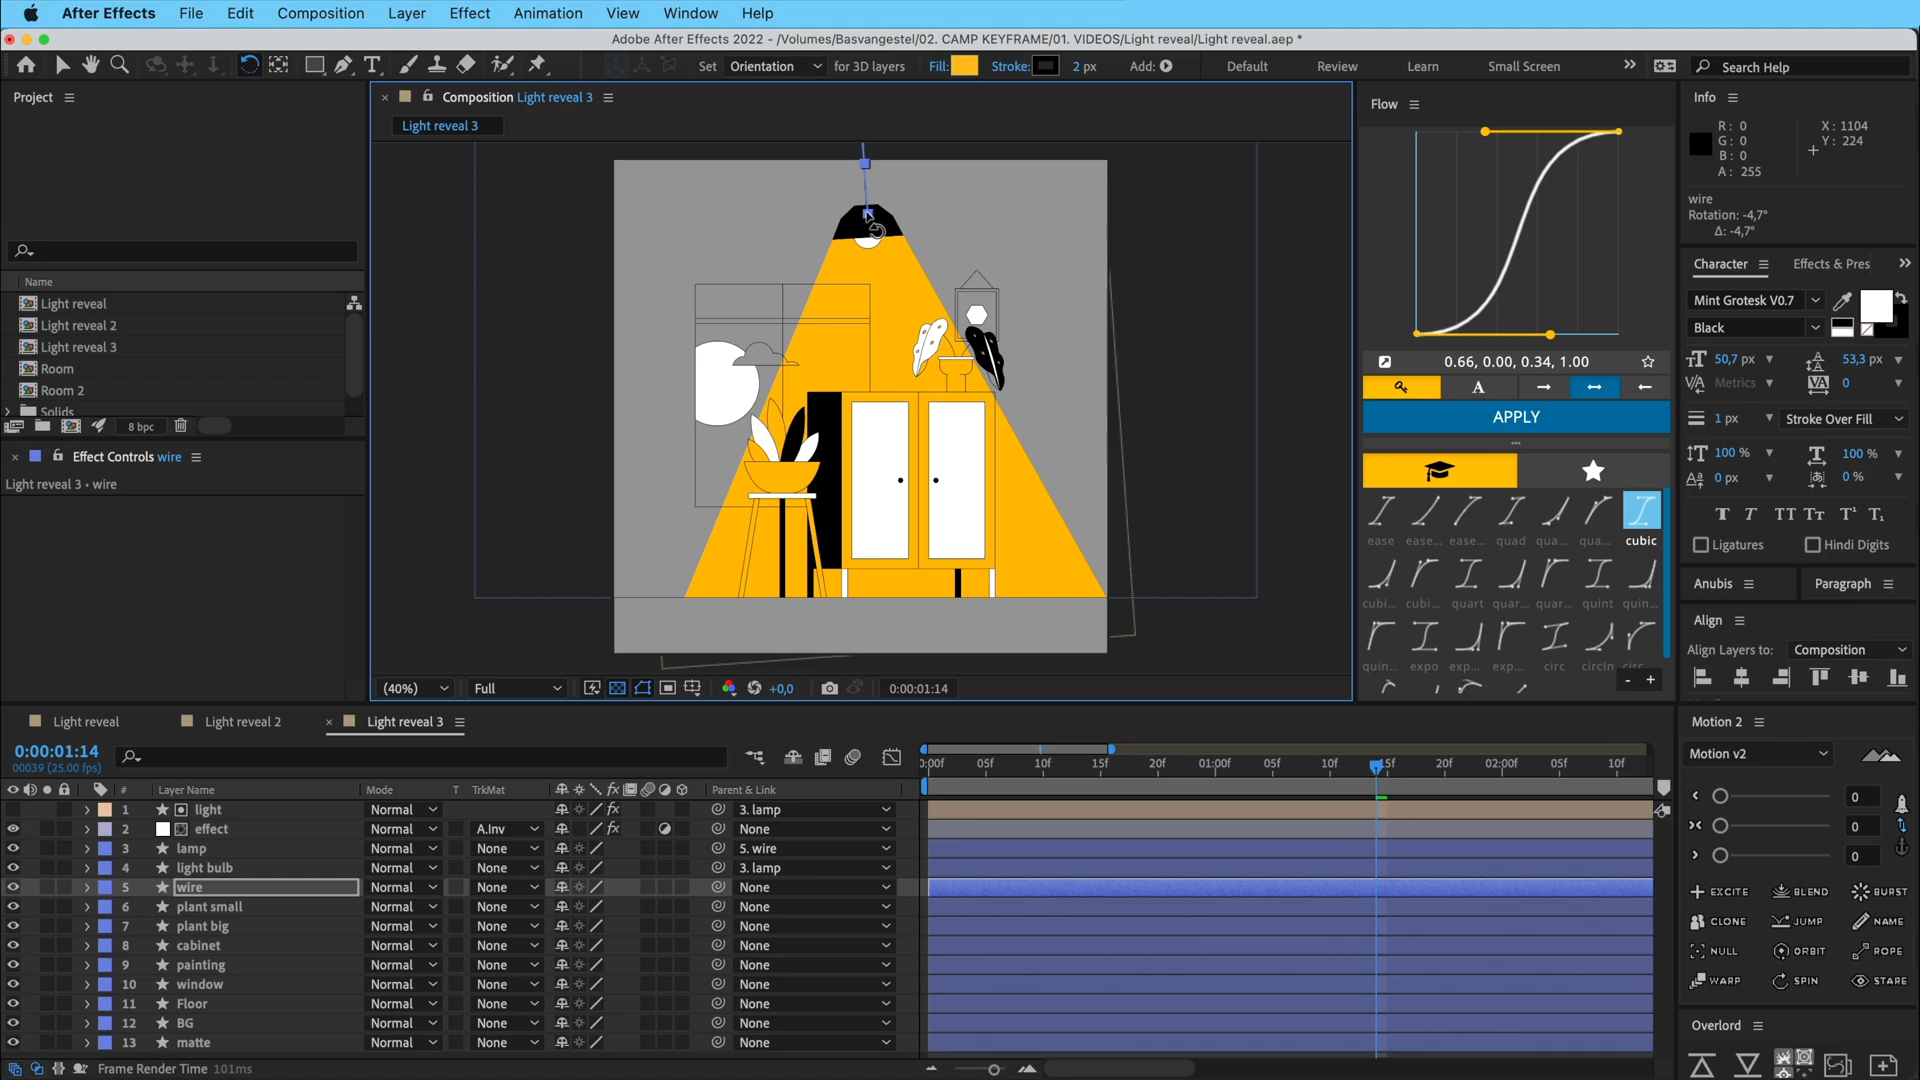 After Effects File Edit Composition Layer Effect Animation View Window Help
Adobe After Effects 2022 - /Volumes/Basvangestel/02. CAMP KEYFRAME/01. VIDEOS/Light reveal/Light reveal.aep *
Set Orientation for 3D layers Fill: Stroke: 2 px Add: Default Review Learn Small Screen Search Help
Project
Name
Light reveal
Light reveal 2
Light reveal 3
Room
Room 2
Solids
8 bpc
Effect Controls wire
Light reveal 3 • wire
Composition Light reveal 3
Light reveal 3
(40%) Full +0,0 0:00:01:14
Flow
0.66, 0.00, 0.34, 1.00
A
APPLY
ease ease... ease... quad qua... qua... cubic
cubi... cubi... quart quar... quar... quint quin...
quin... expo exp... exp... circ circIn circ
- +
Info
R: 0
G: 0
B: 0
A: 255
X: 1104
Y: 224
wire
Rotation: -4,7°
Δ: -4,7°
Character Effects & Pres
Mint Grotesk V0.7
Black
50,7 px 53,3 px
Metrics 0
1 px Stroke Over Fill
100 % 100 %
0 px 0 %
T T TT Tт T¹ T₁
Ligatures Hindi Digits
Anubis Paragraph
Align
Align Layers to: Composition
Light reveal Light reveal 2 Light reveal 3
0:00:01:14
00039 (25.00 fps)
0:00f 05f 10f 15f 20f 01:00f 05f 10f 15f 20f 02:00f 05f 10f
# Layer Name Mode T TrkMat fx Parent & Link
1 light Normal fx 3. lamp
2 effect Normal A.Inv fx None
3 lamp Normal None 5. wire
4 light bulb Normal None 3. lamp
5 wire Normal None None
6 plant small Normal None None
7 plant big Normal None None
8 cabinet Normal None None
9 painting Normal None None
10 window Normal None None
11 Floor Normal None None
12 BG Normal None None
13 matte Normal None None
Frame Render Time 101ms
Motion 2
Motion v2
0
0
0
EXCITE BLEND BURST
CLONE JUMP NAME
NULL ORBIT ROPE
WARP SPIN STARE
Overlord